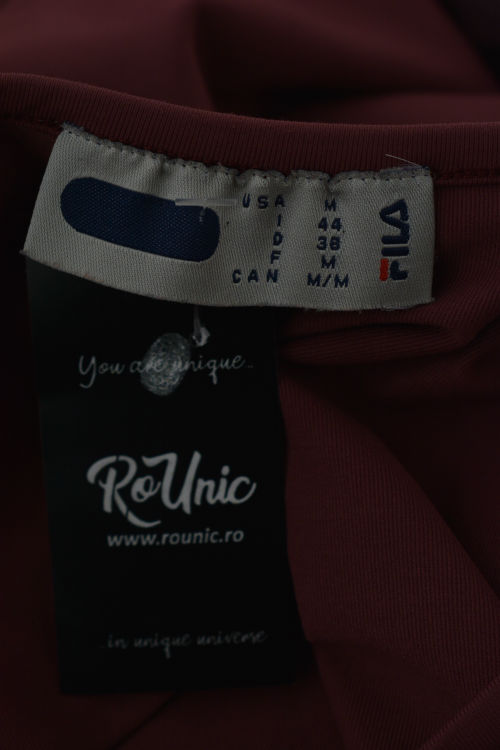 USA M
I 44
D 38
F M
CAN M/M
FILA
You are unique..
RoUnic
www.rounic.ro
..in unique universe